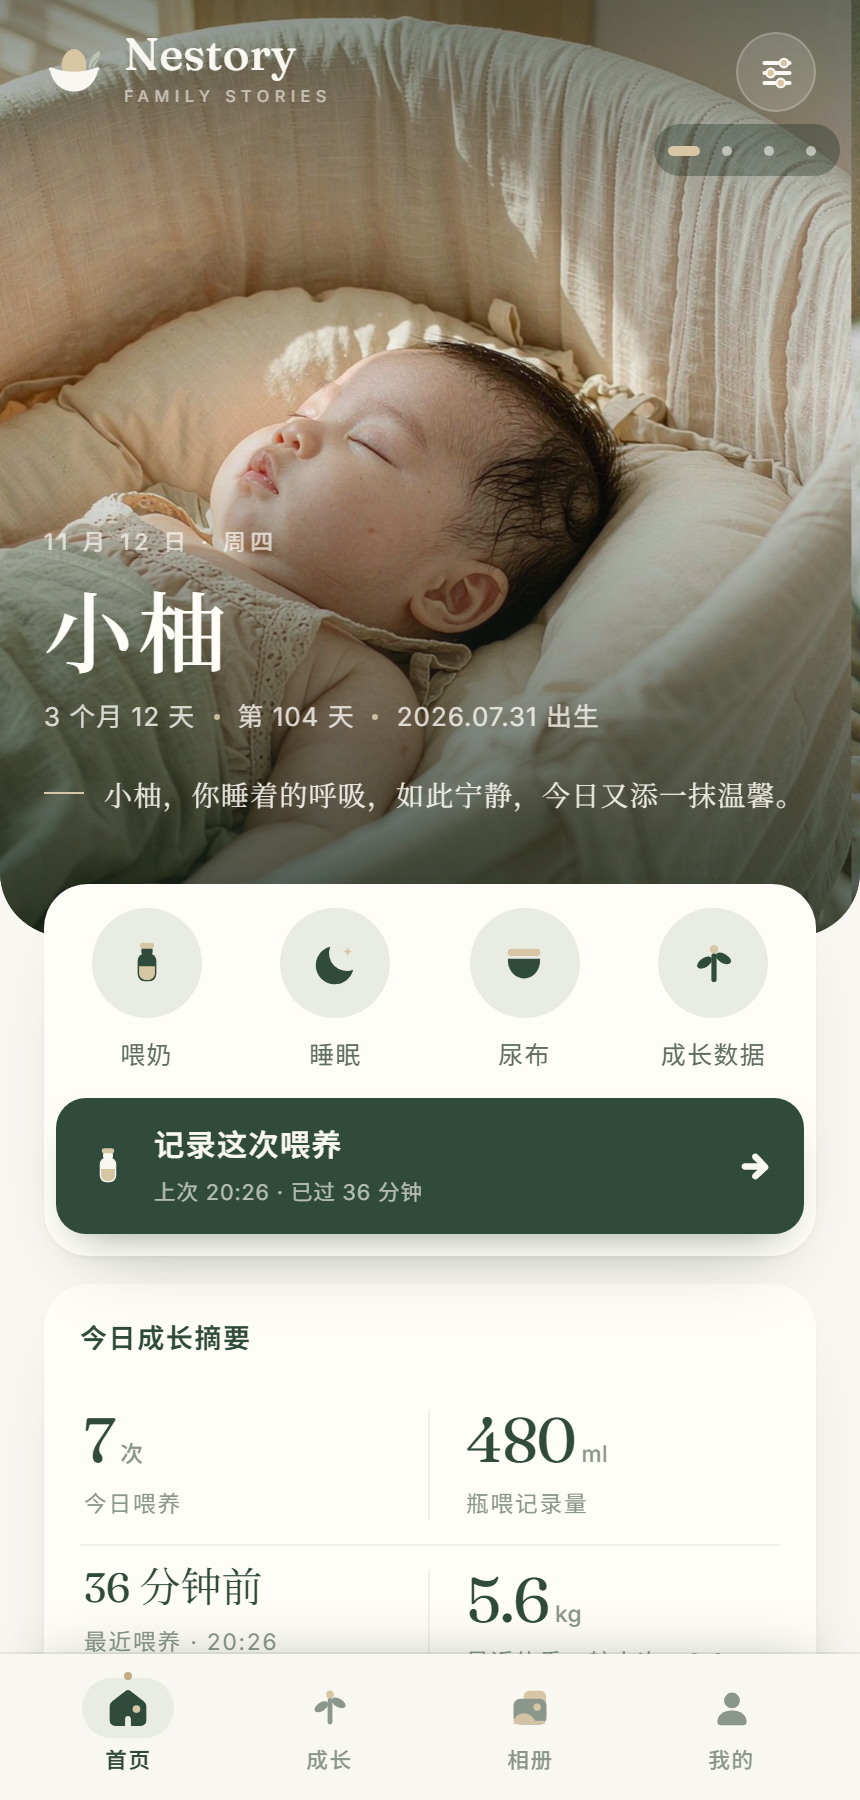 Nestory
FAMILY STORIES
11 月 12 日 · 周四
小柚
3 个月 12 天 • 第 104 天 • 2026.07.31 出生
小柚，你睡着的呼吸，如此宁静，今日又添一抹温馨。
喂奶
睡眠
尿布
成长数据
记录这次喂养
上次 20:26 · 已过 36 分钟
今日成长摘要
7 次
今日喂养
480 ml
瓶喂记录量
36 分钟前
最近喂养 · 20:26
5.6 kg
首页
成长
相册
我的